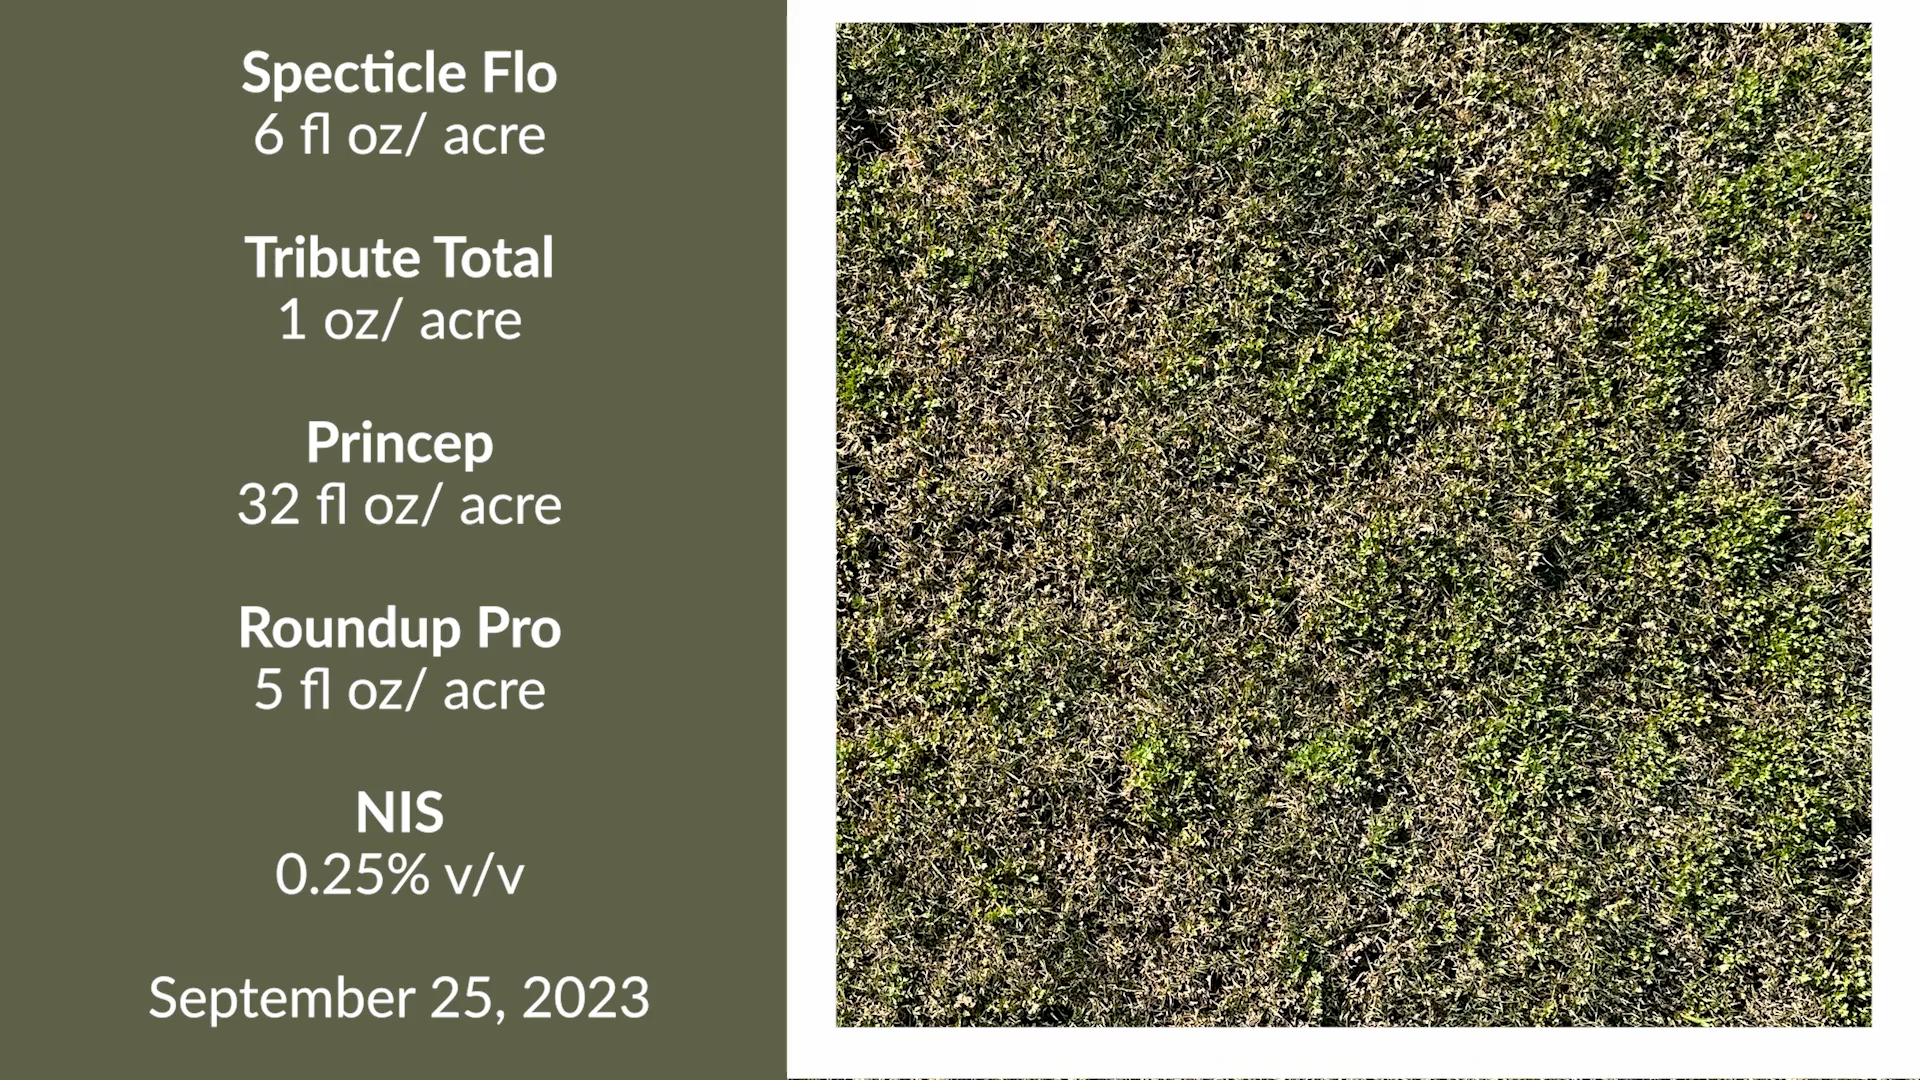 Specticle Flo
6 fl oz/ acre
Tribute Total
1 oz/ acre
Princep
32 fl oz/ acre
Roundup Pro
5 fl oz/ acre
NIS
0.25% v/v
September 25, 2023